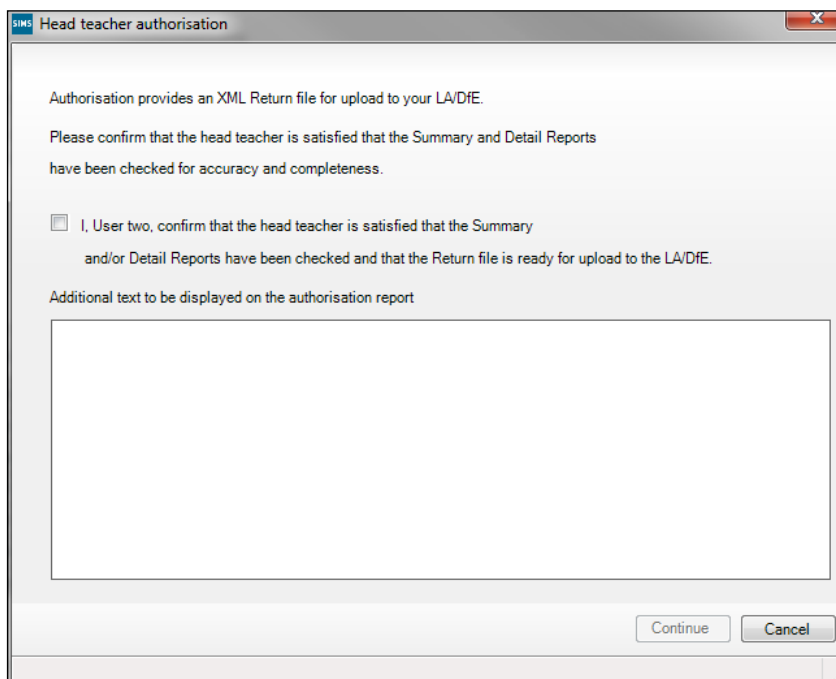 SIMS Head teacher authorisation
Authorisation provides an XML Return file for upload to your LA/DfE.
Please confirm that the head teacher is satisfied that the Summary and Detail Reports
have been checked for accuracy and completeness.
I, User two, confirm that the head teacher is satisfied that the Summary
and/or Detail Reports have been checked and that the Return file is ready for upload to the LA/DfE.
Additional text to be displayed on the authorisation report
Continue Cancel